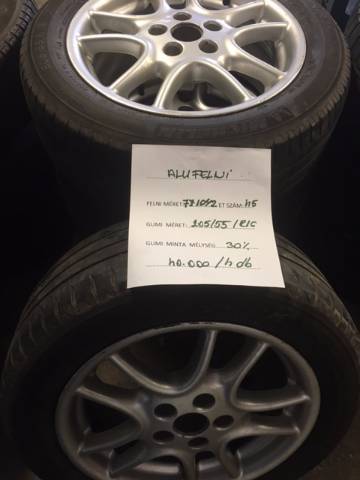 ALUFELNI
FELNI MÉRET: ET SZÁM: 45
GUMI MÉRET: 205/55/R16
GUMI MINTA MÉLYSÉG: 30%
40.000/4 db